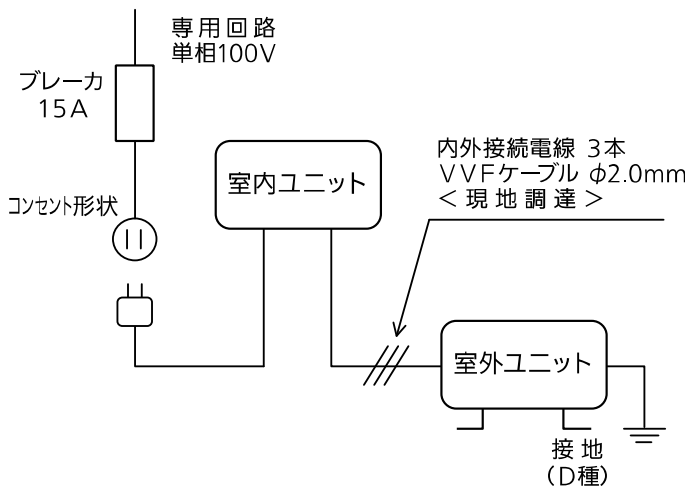 専用回路
単相100V
ブレーカ
15A
コンセント形状
室内ユニット
内外接続電線 3本
VVFケーブル φ2.0mm
<現地調達>
室外ユニット
接地
(D種)